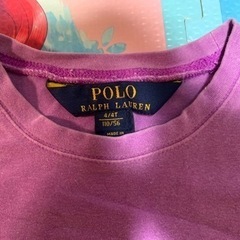 POLO
RALPH LAUREN
4/4T
110/56
MADE IN